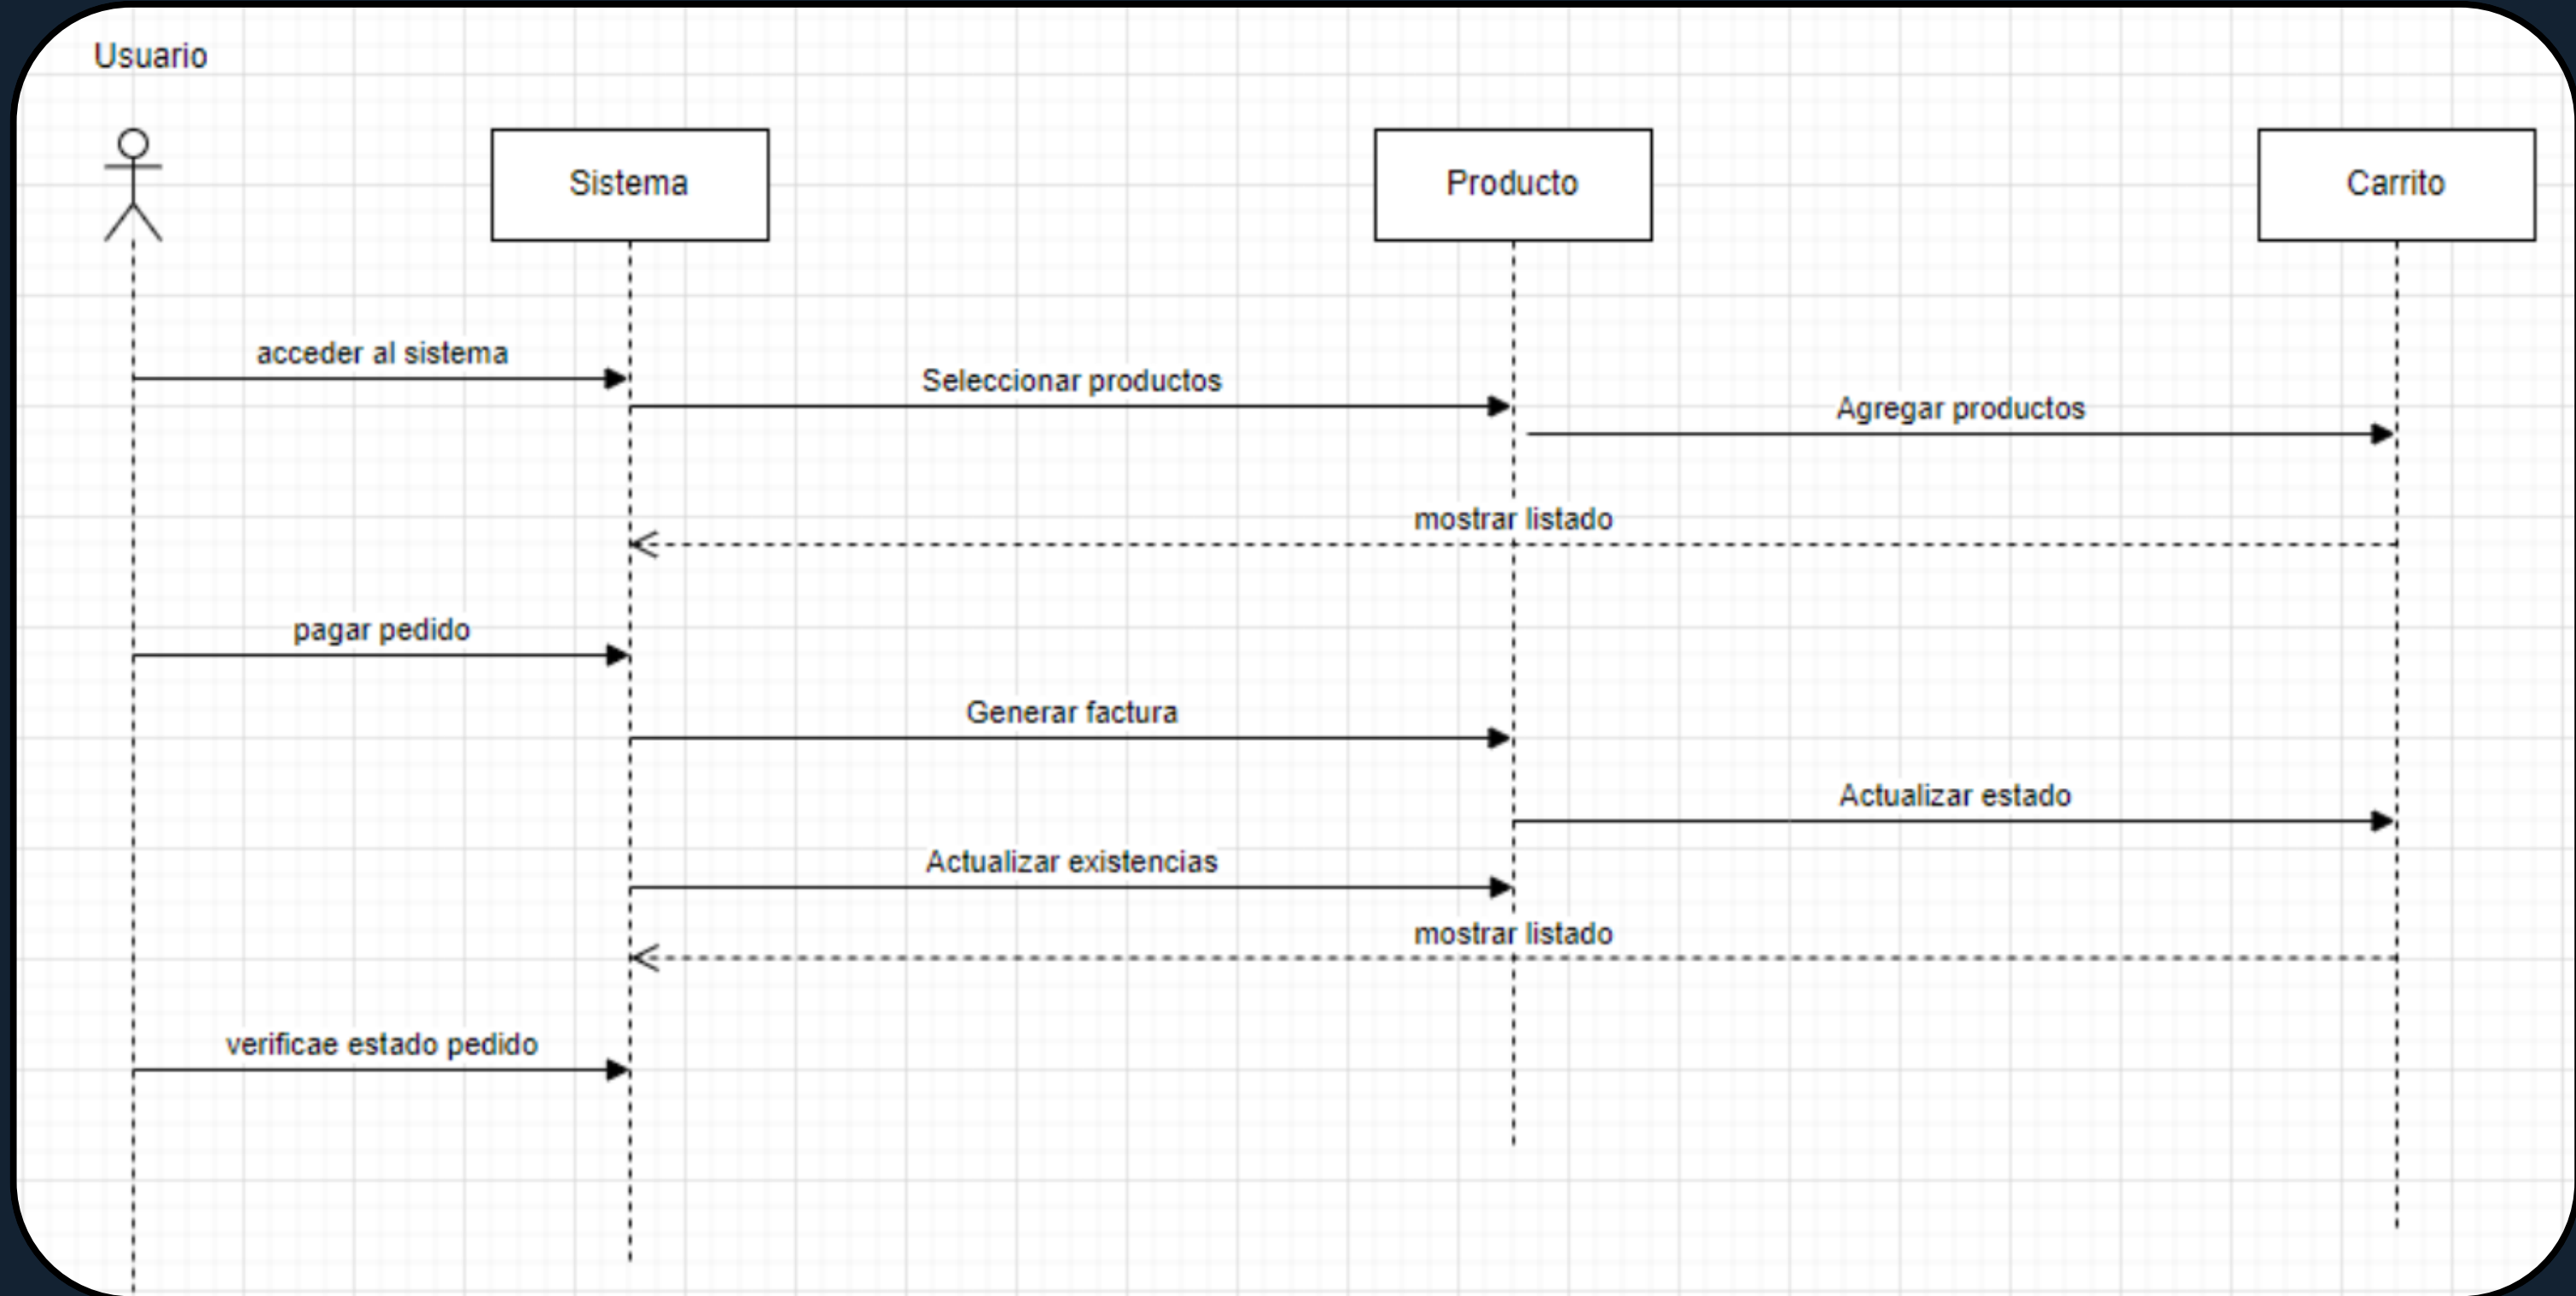 Usuario
Sistema
Producto
Carrito
acceder al sistema
Seleccionar productos
Agregar productos
mostrar listado
pagar pedido
Generar factura
Actualizar estado
Actualizar existencias
mostrar listado
verificae estado pedido